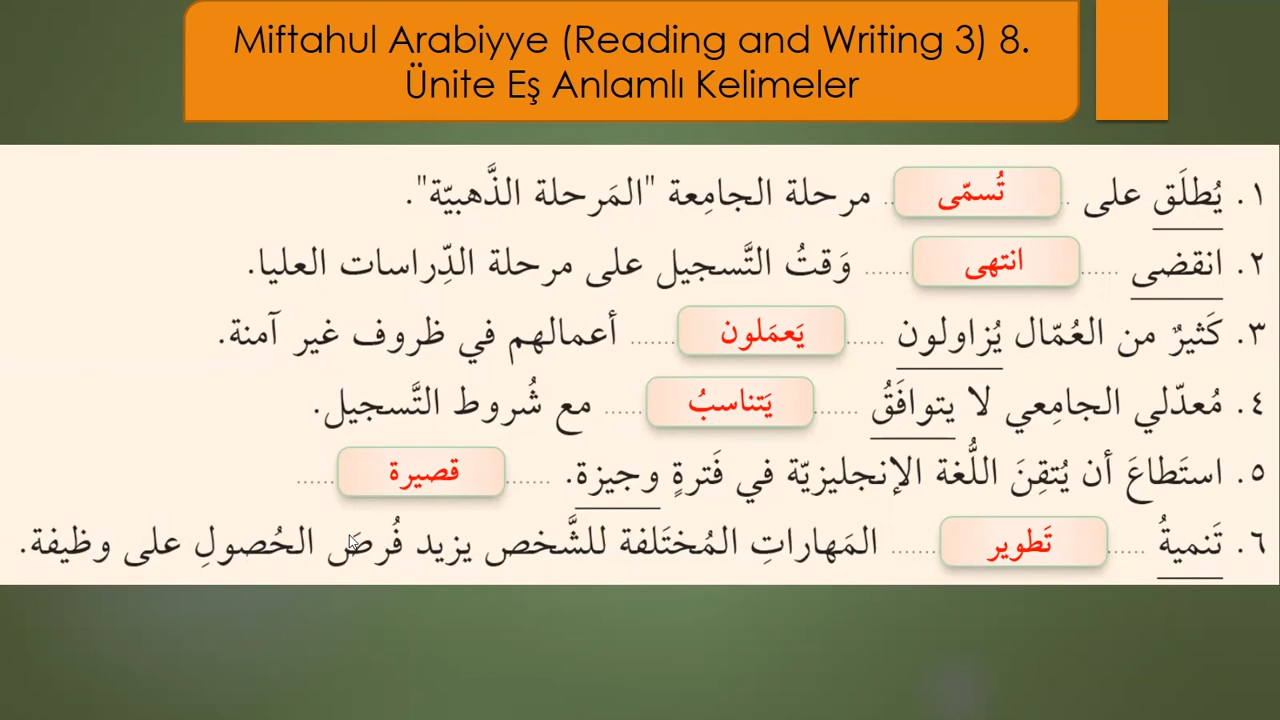 Miftahul Arabiyye (Reading and Writing 3) 8.
Ünite Eş Anlamlı Kelimeler
١. يُطلَق على .. تُسمّى .. مرحلة الجامِعة "المَرحلة الذَّهبيّة".
٢. انقضى ...... انتهى ....... وَقتُ التَّسجيل على مرحلة الدِّراسات العليا.
٣. كَثيرٌ من العُمّال يُزاولون ...... يَعمَلون ....... أعمالهم في ظروف غير آمنة.
٤. مُعدّلي الجامِعي لا يتوافَقُ ....... يَتناسبُ ...... مع شُروط التَّسجيل.
٥. استَطاعَ أن يُتقِنَ اللُّغة الإنجليزيّة في فَترةٍ وجيزة. ....... قصيرة ......
٦. تَنميةُ ...... تَطوير ....... المَهاراتِ المُختَلفة للشَّخص يزيد فُرصَ الحُصولِ على وظيفة.